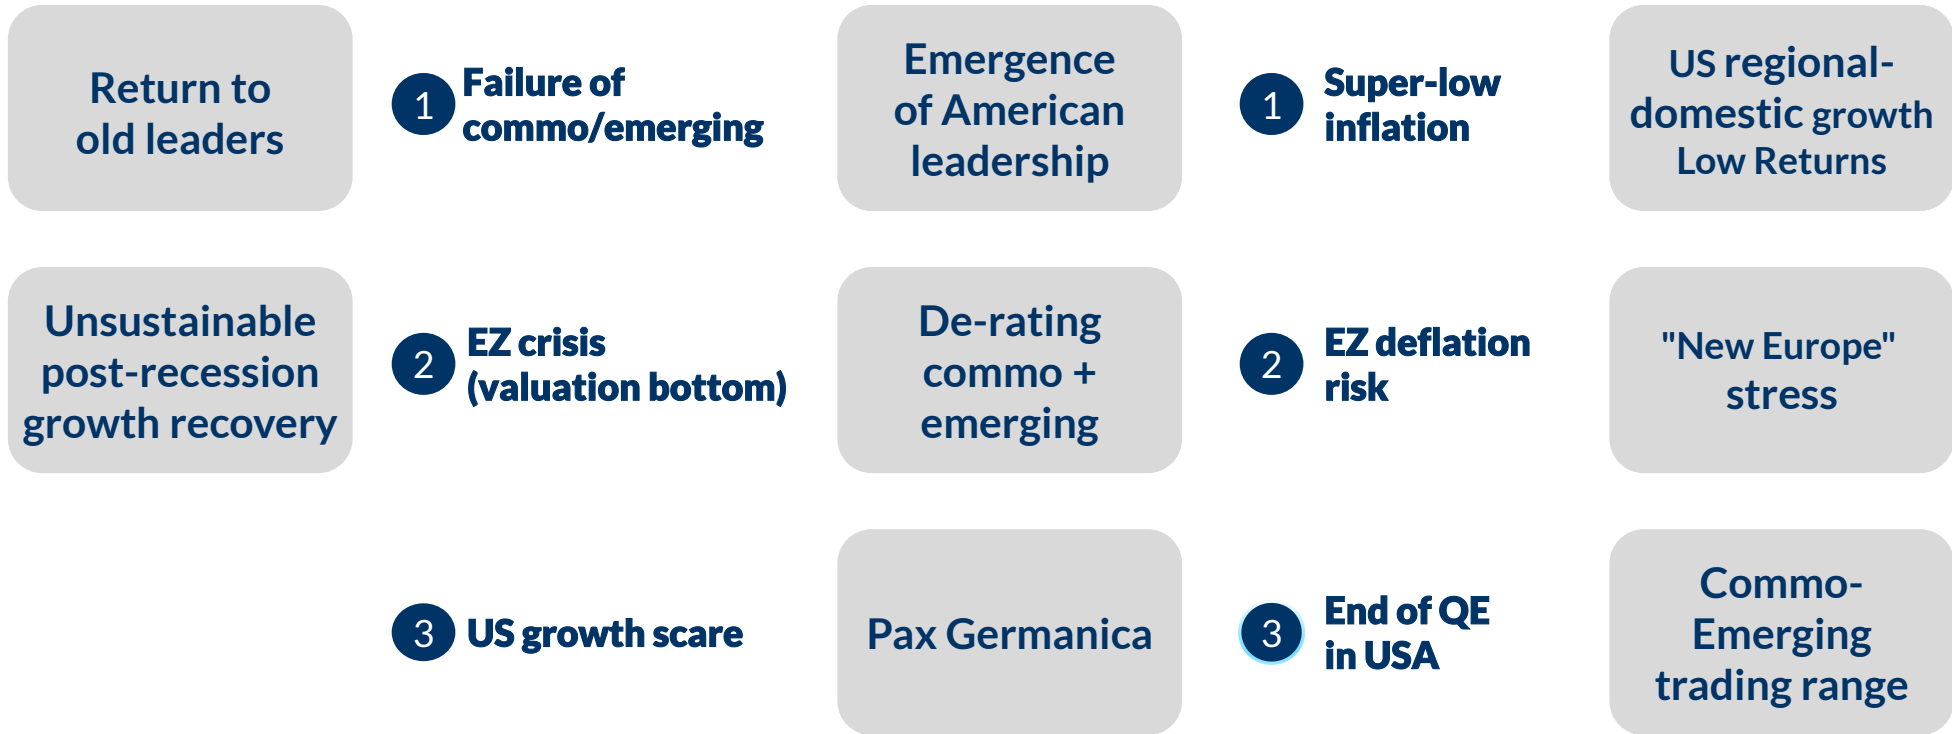 Return to
old leaders
1
Failure of
commo/emerging
Emergence
of American
leadership
1
Super-low
inflation
US regional-
domestic growth
Low Returns
Unsustainable
post-recession
growth recovery
2
EZ crisis
(valuation bottom)
De-rating
commo +
emerging
2
EZ deflation
risk
"New Europe"
stress
3
US growth scare
Pax Germanica
3
End of QE
in USA
Commo-
Emerging
trading range